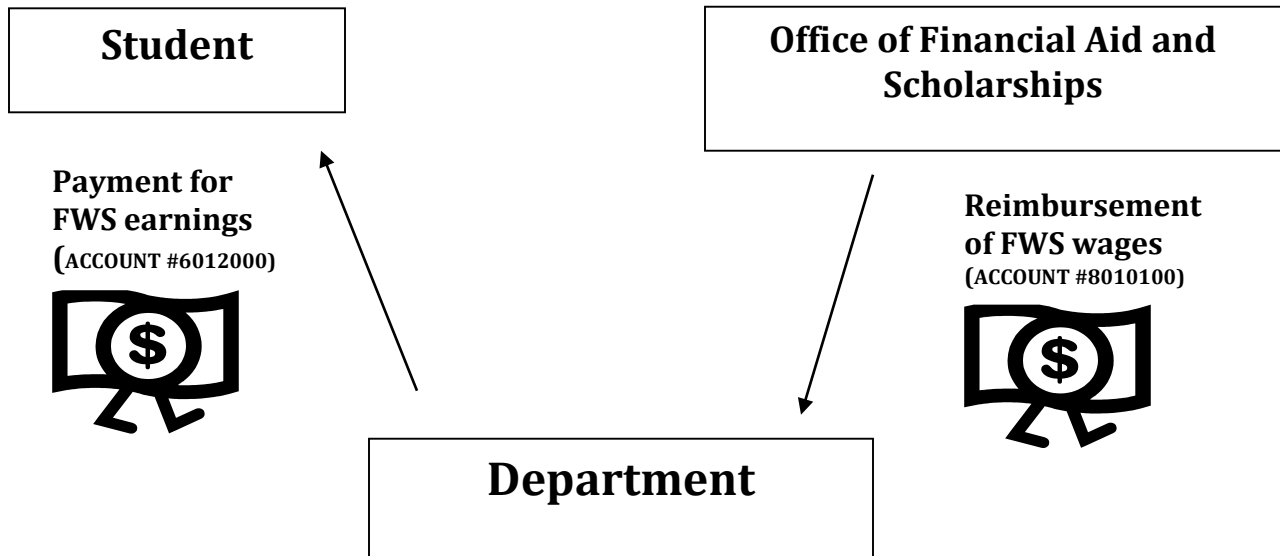 Student
Office of Financial Aid and
Scholarships
Payment for
FWS earnings
(ACCOUNT #6012000)
$
Reimbursement
of FWS wages
(ACCOUNT #8010100)
$
Department